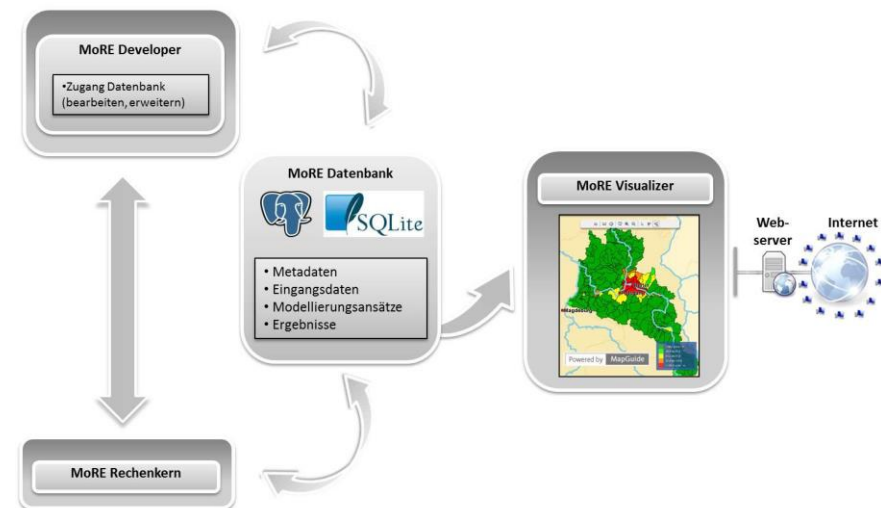 MoRE Developer
•Zugang Datenbank
(bearbeiten, erweitern)
MoRE Datenbank
SQLite
• Metadaten
• Eingangsdaten
• Modellierungsansätze
• Ergebnisse
MoRE Visualizer
Magdeburg
Powered by MapGuide
Web-
server
Internet
MoRE Rechenkern